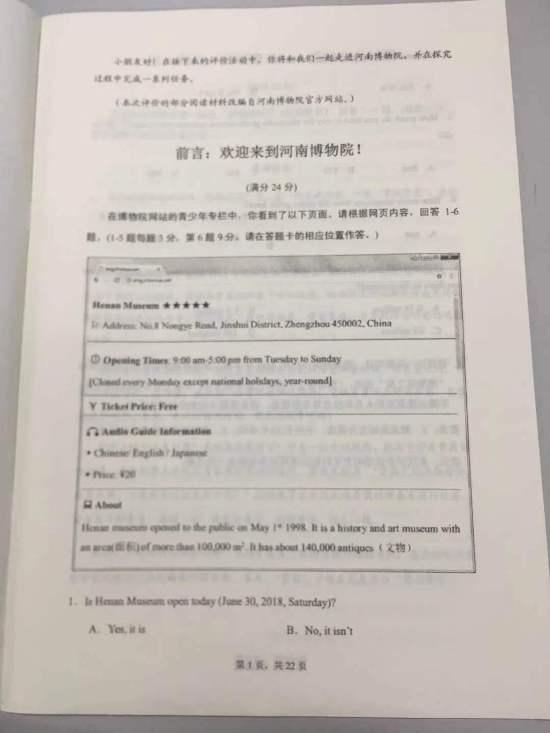 小朋友好！在接下来的评价活动中，你将和我们一起走进河南博物院，并在探究
过程中完成一系列任务。
（本次评价的部分阅读材料改编自河南博物院官方网站。）
前言：欢迎来到河南博物院！
(满分 24 分)
在博物院网站的青少年专栏中，你看到了以下页面，请根据网页内容，回答 1-6
题。(1-5 题每题 3 分，第 6 题 9 分。请在答题卡的相应位置作答。)
Henan Museum ★★★★★
Address: No.8 Nongye Road, Jinshui District, Zhengzhou 450002, China
Opening Times: 9:00 am-5:00 pm from Tuesday to Sunday
[Closed every Monday except national holidays, year-round]
Ticket Price: Free
Audio Guide Information
• Chinese/ English / Japanese
• Price: ¥20
About
Henan museum opened to the public on May 1st 1998. It is a history and art museum with
an area(面积)of more than 100,000 m². It has about 140,000 antiques（文物）
1. Is Henan Museum open today (June 30, 2018, Saturday)?
A. Yes, it is
B. No, it isn't
第 1 页，共 22 页